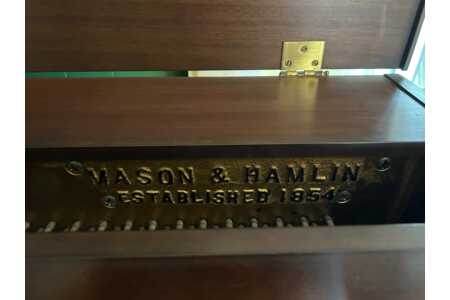 MASON & HAMLIN
ESTABLISHED 1854